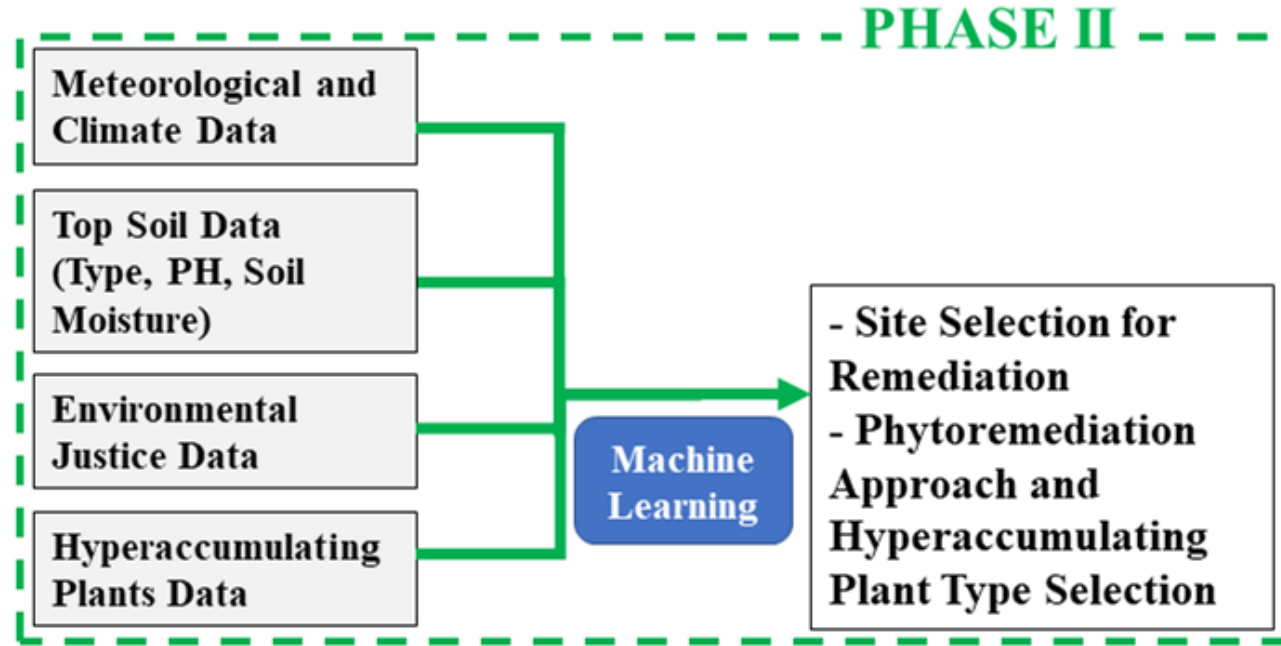 PHASE II
Meteorological and
Climate Data
Top Soil Data
(Type, PH, Soil
Moisture)
Environmental
Justice Data
Hyperaccumulating
Plants Data
Machine
Learning
- Site Selection for
Remediation
- Phytoremediation
Approach and
Hyperaccumulating
Plant Type Selection